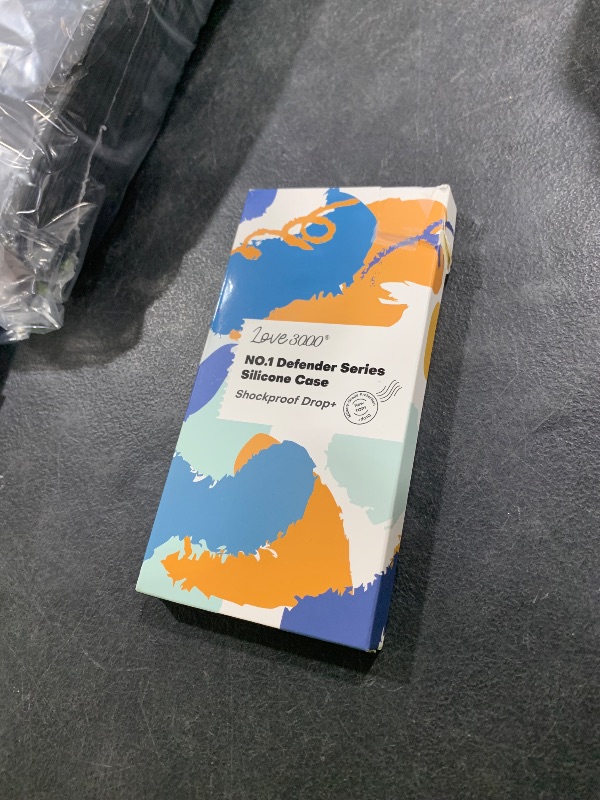 Love 3000®
NO.1 Defender Series
Silicone Case
Shockproof Drop+